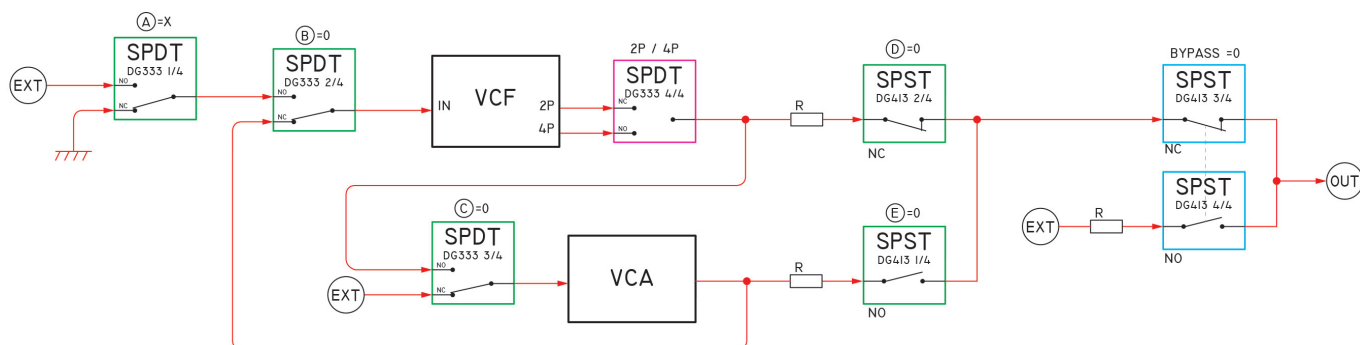 Ⓐ=X
SPDT
DG333 1/4
EXT
NO
NC
Ⓑ=0
SPDT
DG333 2/4
NO
NC
IN
VCF
2P
4P
2P / 4P
SPDT
DG333 4/4
NC
NO
R
Ⓓ=0
SPST
DG413 2/4
NC
BYPASS =0
SPST
DG413 3/4
NC
SPST
DG413 4/4
NO
EXT
R
OUT
Ⓒ=0
SPDT
DG333 3/4
NO
NC
EXT
VCA
R
Ⓔ=0
SPST
DG413 1/4
NO